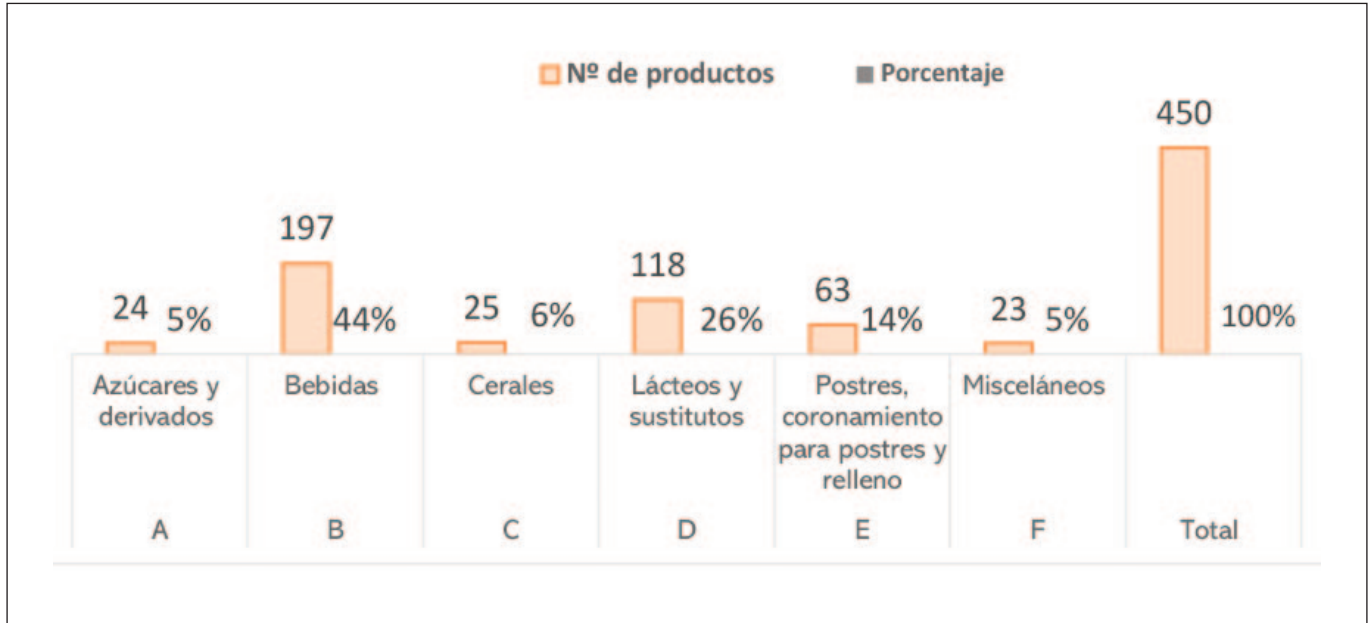 Nº de productos
Porcentaje
24
5%
197
44%
25
6%
118
26%
63
14%
23
5%
450
100%
Azúcares y
derivados
Bebidas
Cerales
Lácteos y
sustitutos
Postres,
coronamiento
para postres y
relleno
Misceláneos
A
B
C
D
E
F
Total